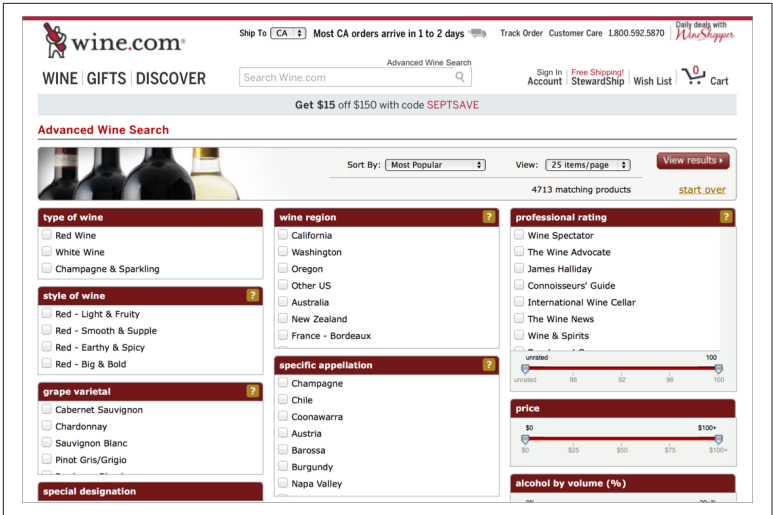 wine.com®
Ship To CA Most CA orders arrive in 1 to 2 days
Track Order Customer Care 1.800.592.5870
Daily deals with
WineShopper
WINE GIFTS DISCOVER
Advanced Wine Search
Search Wine.com
Sign In
Account
Free Shipping!
StewardShip
Wish List
0
Cart
Get $15 off $150 with code SEPTSAVE
Advanced Wine Search
Sort By: Most Popular
View: 25 items/page
View results
4713 matching products
start over
type of wine
Red Wine
White Wine
Champagne & Sparkling
style of wine ?
Red - Light & Fruity
Red - Smooth & Supple
Red - Earthy & Spicy
Red - Big & Bold
grape varietal
Cabernet Sauvignon
Chardonnay
Sauvignon Blanc
Pinot Gris/Grigio
special designation
wine region ?
California
Washington
Oregon
Other US
Australia
New Zealand
France - Bordeaux
specific appellation ?
Champagne
Chile
Coonawarra
Austria
Barossa
Burgundy
Napa Valley
professional rating ?
Wine Spectator
The Wine Advocate
James Halliday
Connoisseurs' Guide
International Wine Cellar
The Wine News
Wine & Spirits
unrated 100
unrated 88 92 96 100
price
$0 $100+
$0 $25 $50 $75 $100+
alcohol by volume (%)